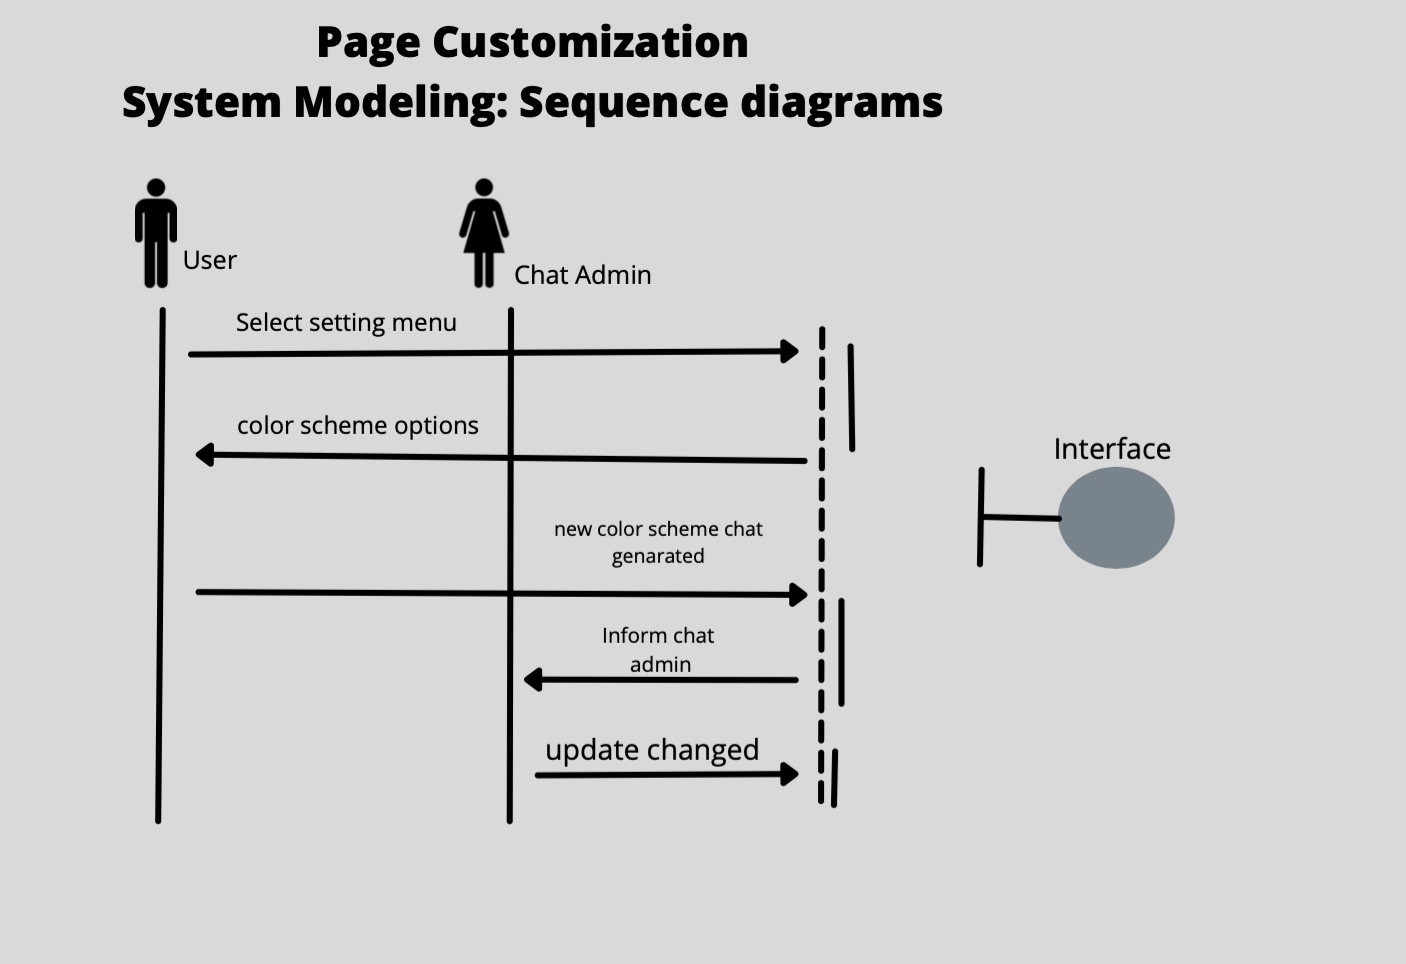 Page Customization
System Modeling: Sequence diagrams
User
Chat Admin
Select setting menu
color scheme options
Interface
new color scheme chat
genarated
Inform chat
admin
update changed